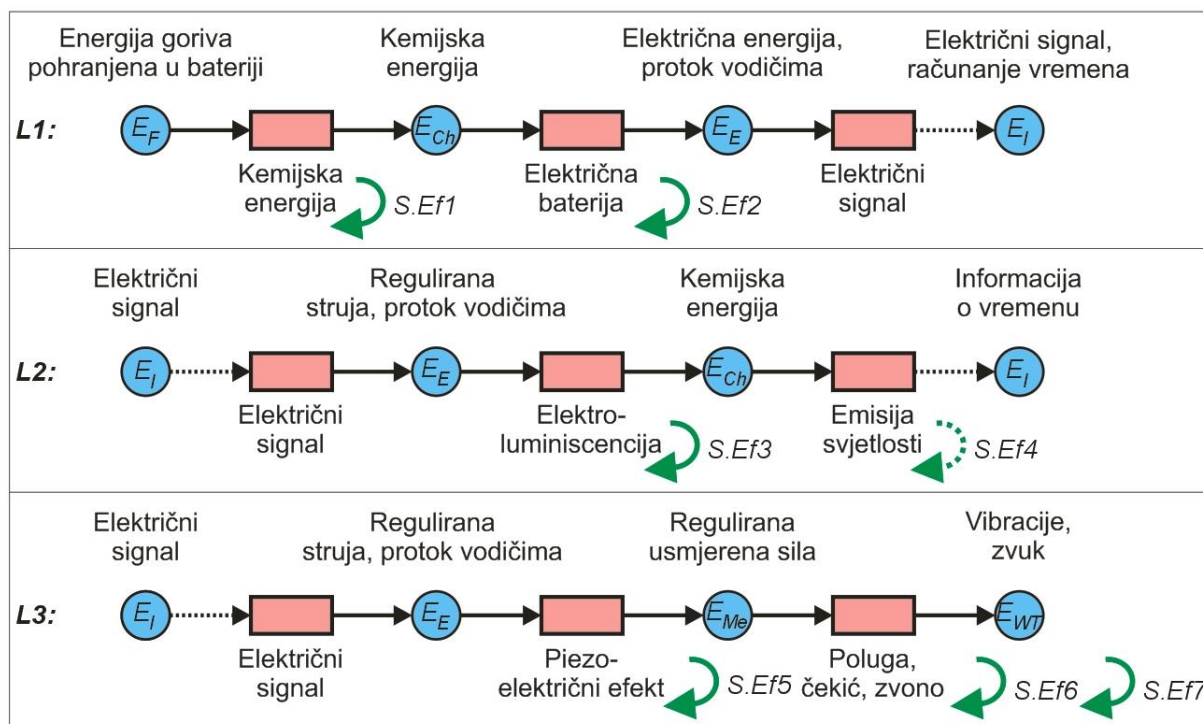 Energija goriva
pohranjena u bateriji
Kemijska
energija
Električna energija,
protok vodičima
Električni signal,
računanje vremena
L1:
E_F
E_Ch
E_E
E_I
Kemijska
energija
S.Ef1
Električna
baterija
S.Ef2
Električni
signal
Električni
signal
Regulirana
struja, protok vodičima
Kemijska
energija
Informacija
o vremenu
L2:
E_I
E_E
E_Ch
E_I
Električni
signal
Elektro-
luminiscencija
S.Ef3
Emisija
svjetlosti
S.Ef4
Električni
signal
Regulirana
struja, protok vodičima
Regulirana
usmjerena sila
Vibracije,
zvuk
L3:
E_I
E_E
E_Me
E_WT
Električni
signal
Piezo-
električni efekt
S.Ef5
Poluga,
čekić, zvono
S.Ef6
S.Ef7